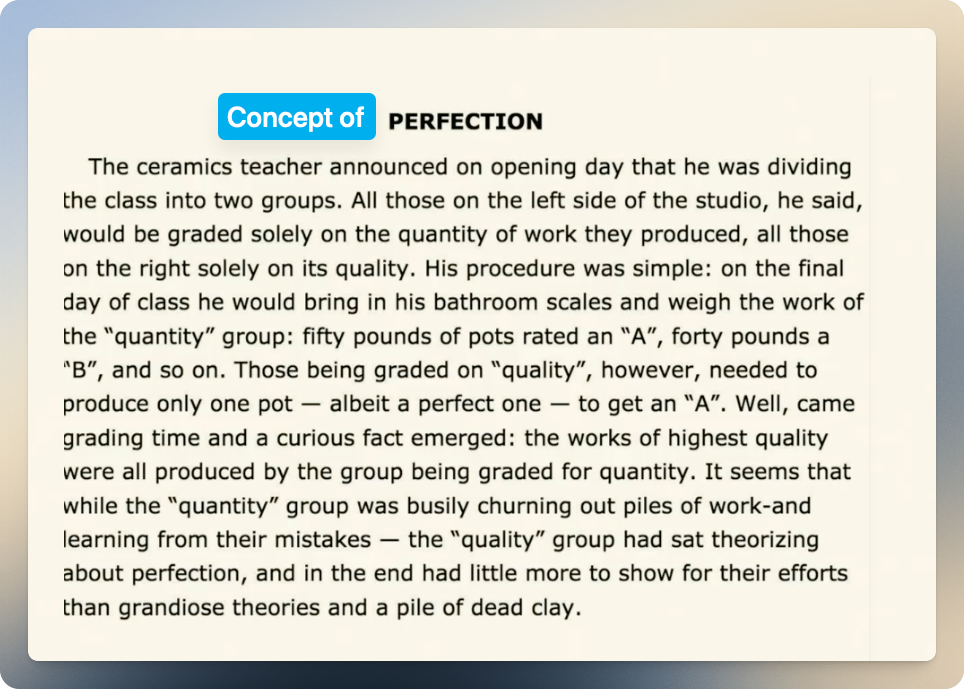 Concept of PERFECTION
The ceramics teacher announced on opening day that he was dividing
the class into two groups. All those on the left side of the studio, he said,
would be graded solely on the quantity of work they produced, all those
on the right solely on its quality. His procedure was simple: on the final
day of class he would bring in his bathroom scales and weigh the work of
the “quantity” group: fifty pounds of pots rated an “A”, forty pounds a
“B”, and so on. Those being graded on “quality”, however, needed to
produce only one pot — albeit a perfect one — to get an “A”. Well, came
grading time and a curious fact emerged: the works of highest quality
were all produced by the group being graded for quantity. It seems that
while the “quantity” group was busily churning out piles of work-and
learning from their mistakes — the “quality” group had sat theorizing
about perfection, and in the end had little more to show for their efforts
than grandiose theories and a pile of dead clay.